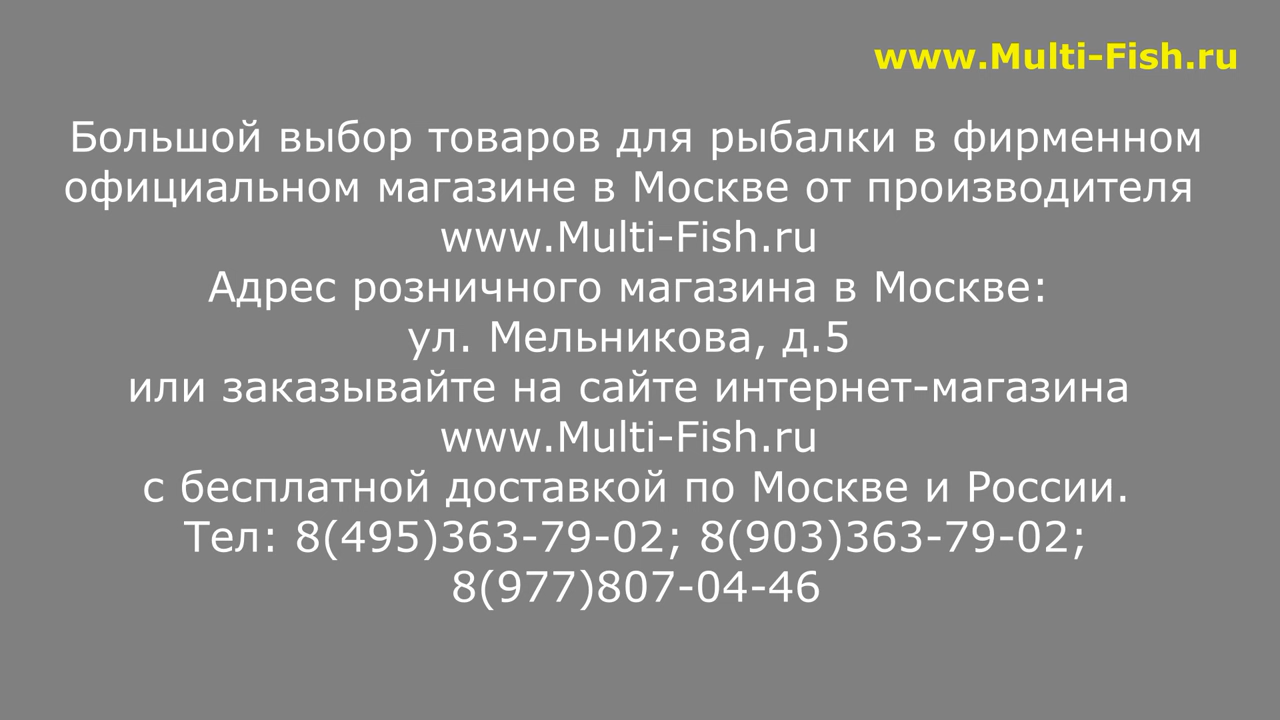 www.Multi-Fish.ru
Большой выбор товаров для рыбалки в фирменном
официальном магазине в Москве от производителя
www.Multi-Fish.ru
Адрес розничного магазина в Москве:
ул. Мельникова, д.5
или заказывайте на сайте интернет-магазина
www.Multi-Fish.ru
с бесплатной доставкой по Москве и России.
Тел: 8(495)363-79-02; 8(903)363-79-02;
8(977)807-04-46